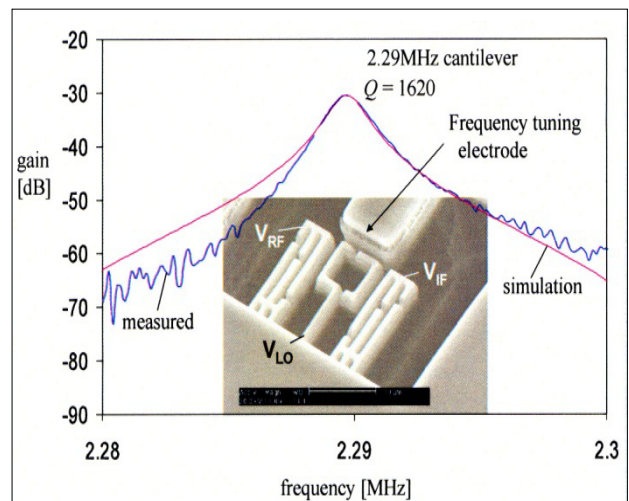 -20
-30
-40
-50
-60
-70
-80
-90
gain
[dB]
2.29MHz cantilever
Q = 1620
Frequency tuning
electrode
V_RF
V_IF
V_LO
measured
simulation
2.28
2.29
2.3
frequency [MHz]